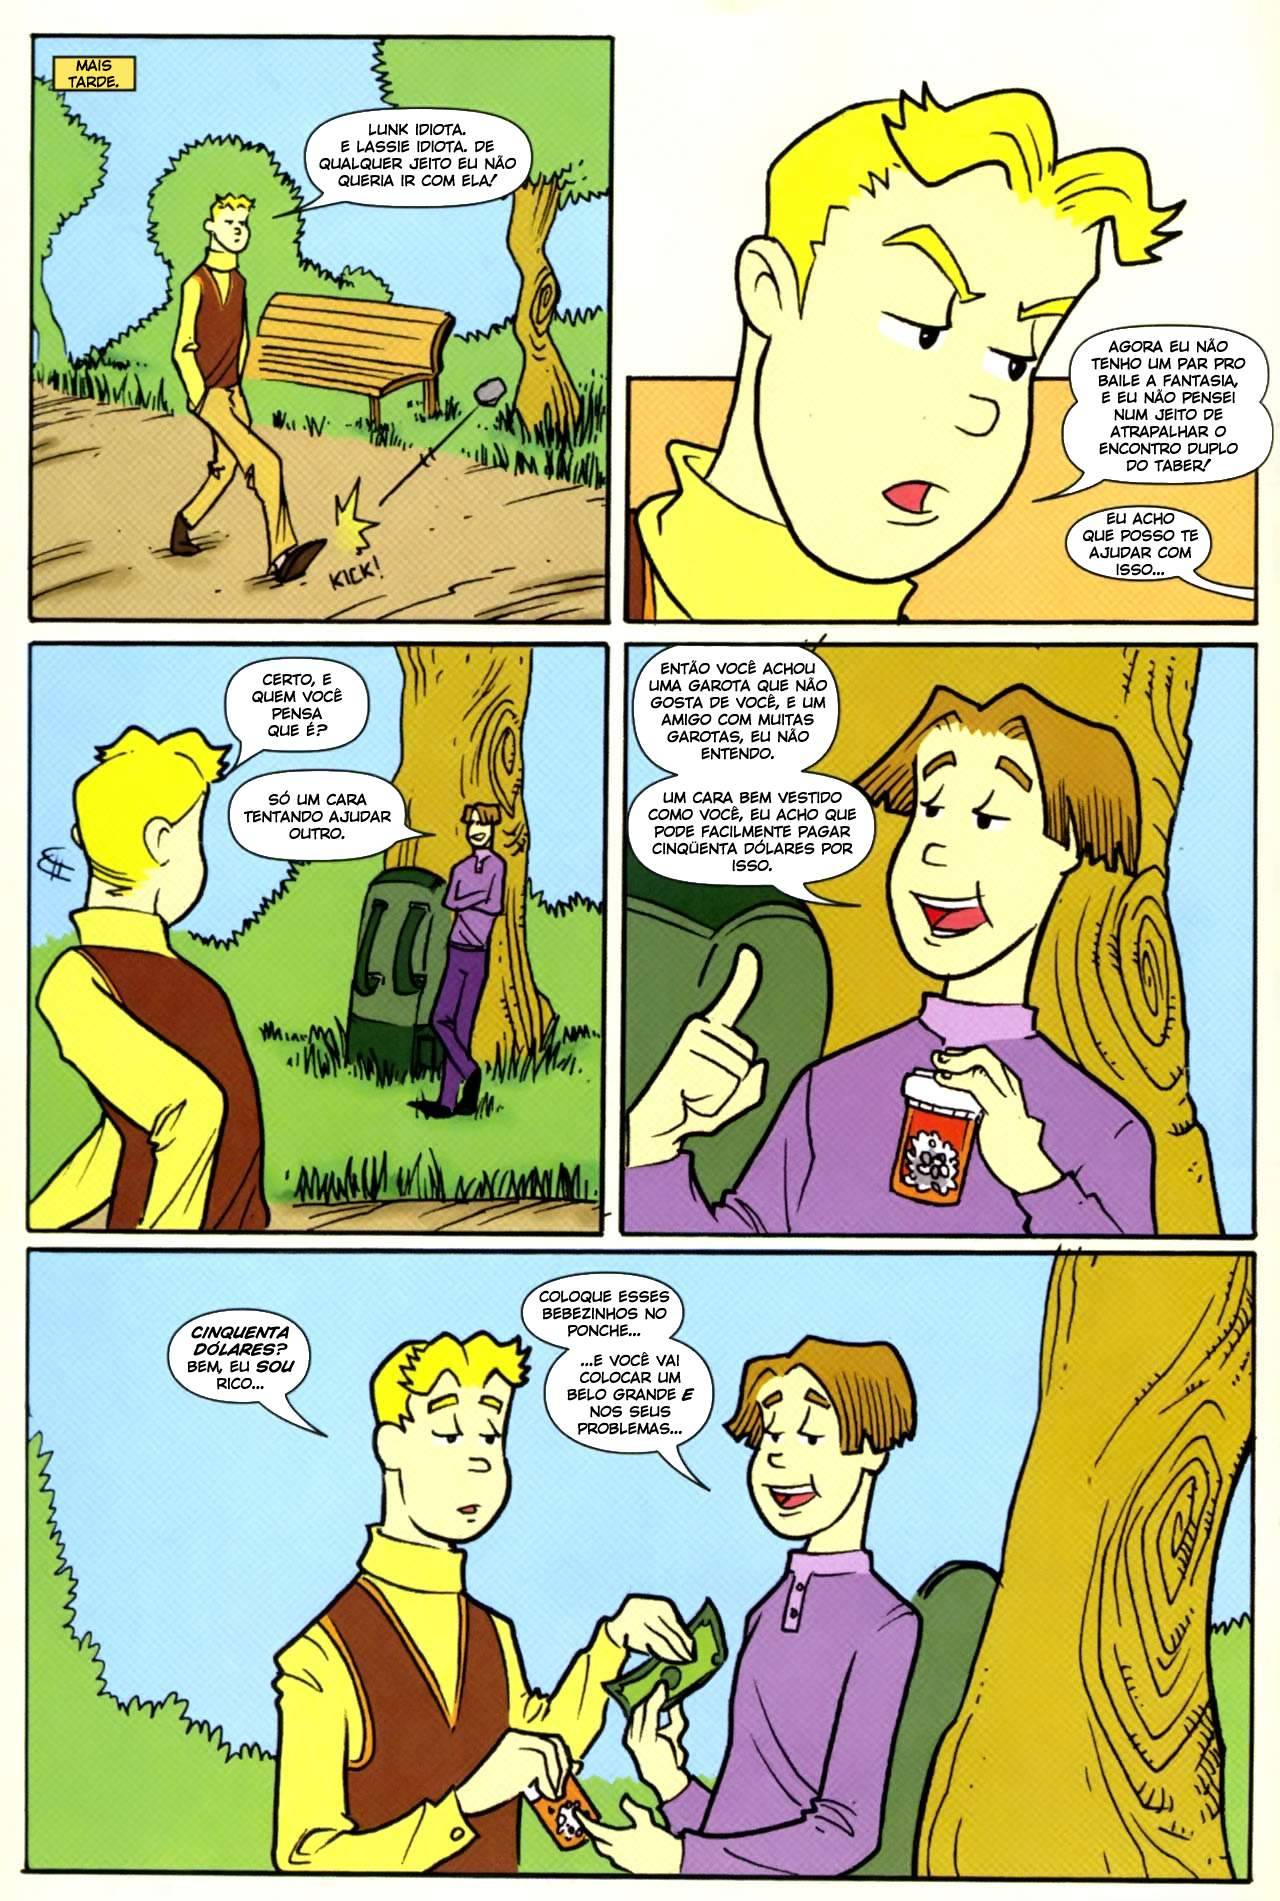 MAIS
TARDE.
LUNK IDIOTA.
E LASSIE IDIOTA. DE
QUALQUER JEITO EU NÃO
QUERIA IR COM ELA!
KICK!
AGORA EU NÃO
TENHO UM PAR PRO
BAILE A FANTASIA,
E EU NÃO PENSEI
NUM JEITO DE
ATRAPALHAR O
ENCONTRO DUPLO
DO TABER!
EU ACHO
QUE POSSO TE
AJUDAR COM
ISSO...
CERTO, E
QUEM VOCÊ
PENSA
QUE É?
SÓ UM CARA
TENTANDO AJUDAR
OUTRO.
ENTÃO VOCÊ ACHOU
UMA GAROTA QUE NÃO
GOSTA DE VOCÊ, E UM
AMIGO COM MUITAS
GAROTAS, EU NÃO
ENTENDO.
UM CARA BEM VESTIDO
COMO VOCÊ, EU ACHO QUE
PODE FACILMENTE PAGAR
CINQÜENTA DÓLARES POR
ISSO.
CINQUENTA
DÓLARES?
BEM, EU SOU
RICO...
COLOQUE ESSES
BEBEZINHOS NO
PONCHE...
...E VOCÊ VAI
COLOCAR UM
BELO GRANDE E
NOS SEUS
PROBLEMAS...